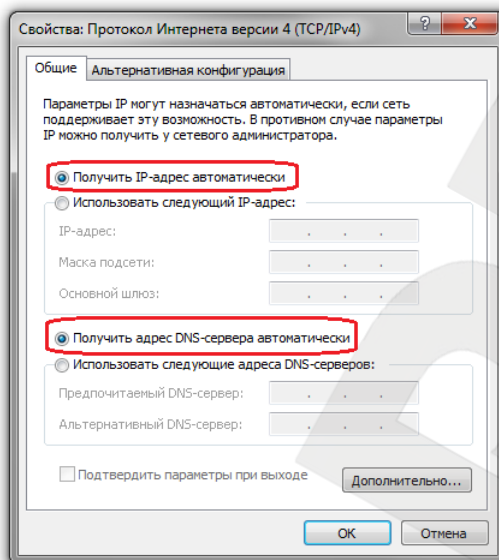 Свойства: Протокол Интернета версии 4 (TCP/IPv4)
Общие
Альтернативная конфигурация
Параметры IP могут назначаться автоматически, если сеть
поддерживает эту возможность. В противном случае параметры
IP можно получить у сетевого администратора.
Получить IP-адрес автоматически
Использовать следующий IP-адрес:
IP-адрес:
Маска подсети:
Основной шлюз:
Получить адрес DNS-сервера автоматически
Использовать следующие адреса DNS-серверов:
Предпочитаемый DNS-сервер:
Альтернативный DNS-сервер:
Подтвердить параметры при выходе
Дополнительно...
ОК
Отмена